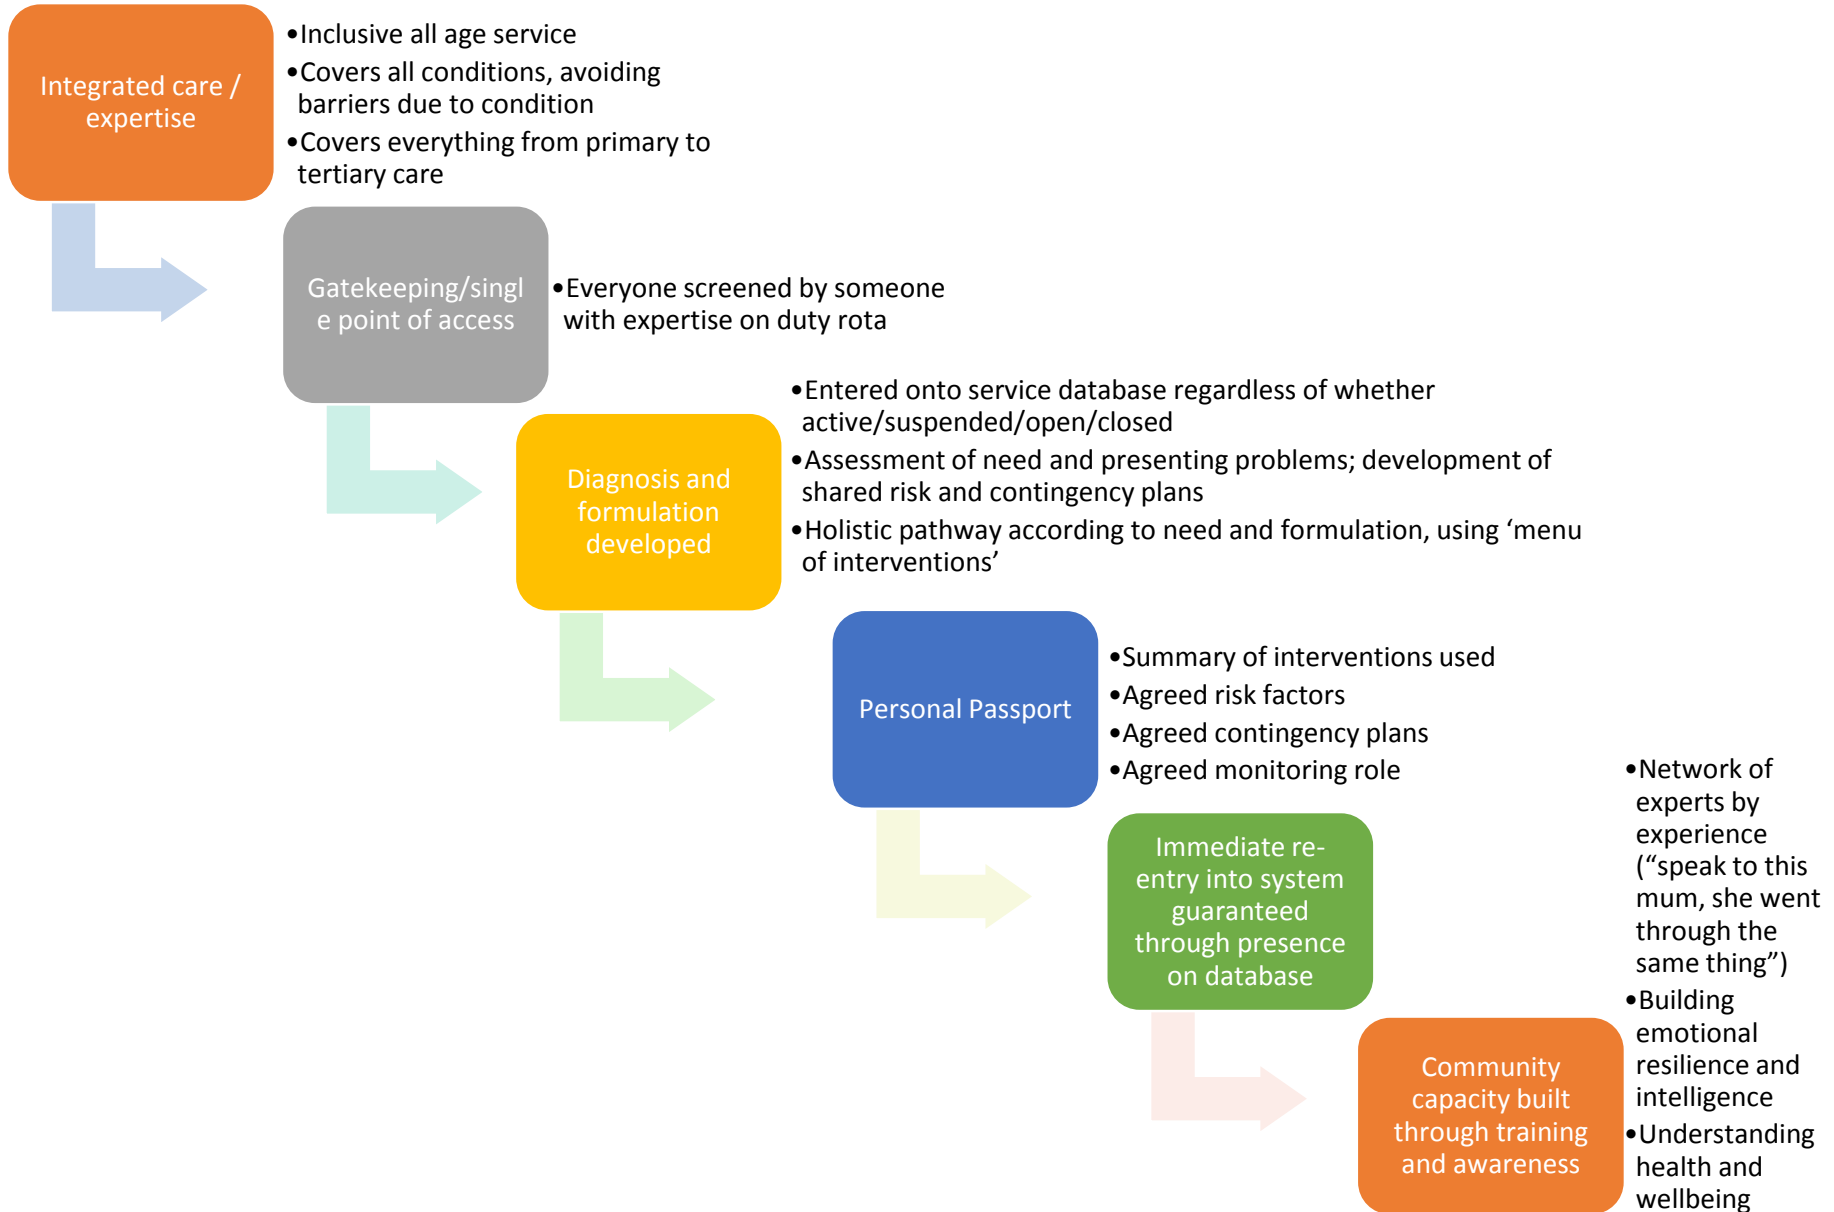 Integrated care /
expertise
•Inclusive all age service
•Covers all conditions, avoiding
barriers due to condition
•Covers everything from primary to
tertiary care
Gatekeeping/singl
e point of access
•Everyone screened by someone
with expertise on duty rota
Diagnosis and
formulation
developed
•Entered onto service database regardless of whether
active/suspended/open/closed
•Assessment of need and presenting problems; development of
shared risk and contingency plans
•Holistic pathway according to need and formulation, using ‘menu
of interventions’
Personal Passport
•Summary of interventions used
•Agreed risk factors
•Agreed contingency plans
•Agreed monitoring role
Immediate re-
entry into system
guaranteed
through presence
on database
Community
capacity built
through training
and awareness
•Network of
experts by
experience
(“speak to this
mum, she went
through the
same thing”)
•Building
emotional
resilience and
intelligence
•Understanding
health and
wellbeing